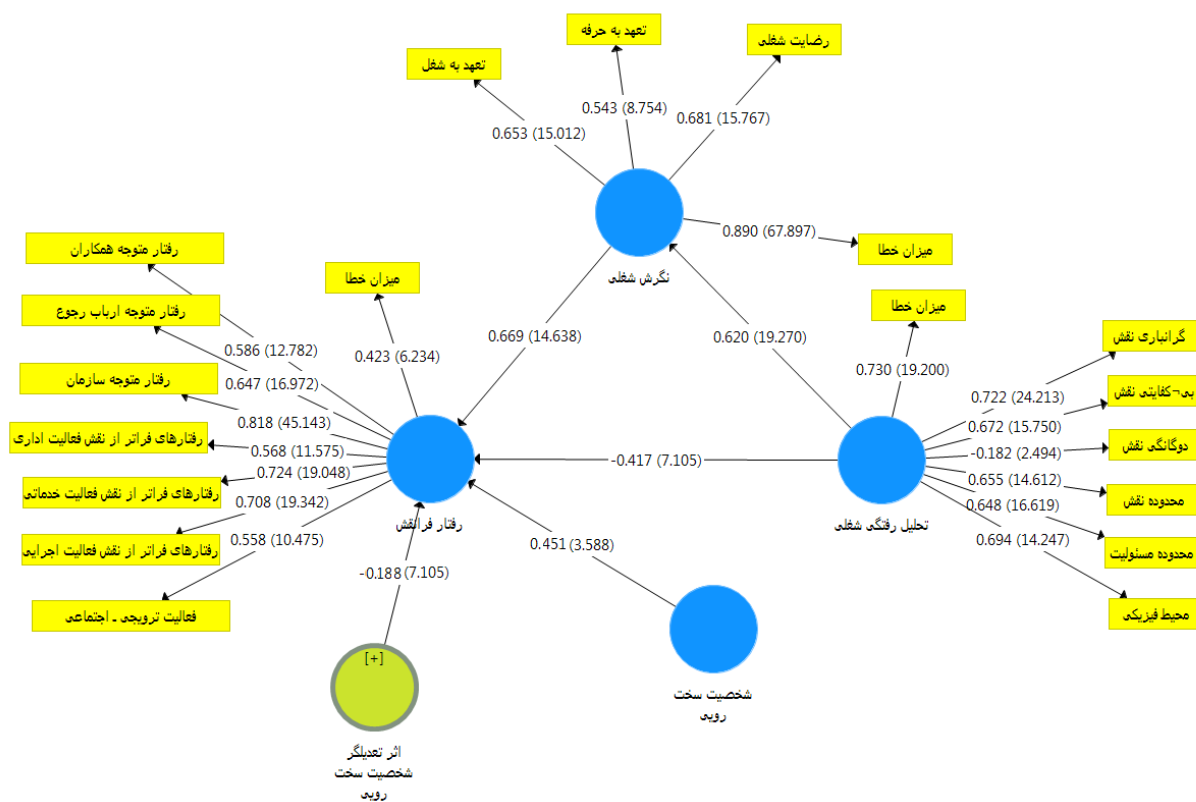 تعهد به حرفه
رضایت شغلی
تعهد به شغل
0.543 (8.754)
0.681 (15.767)
0.653 (15.012)
0.890 (67.897)
میزان خطا
نگرش شغلی
رفتار متوجه همکاران
میزان خطا
میزان خطا
رفتار متوجه ارباب رجوع
گرانباری نقش
0.669 (14.638)
0.620 (19.270)
0.586 (12.782)
0.423 (6.234)
0.730 (19.200)
0.647 (16.972)
رفتار متوجه سازمان
بی¬کفایتی نقش
0.722 (24.213)
0.818 (45.143)
0.672 (15.750)
رفتارهای فراتر از نقش فعالیت اداری
0.568 (11.575)
-0.182 (2.494)
دوگانگی نقش
0.724 (19.048)
-0.417 (7.105)
0.655 (14.612)
رفتارهای فراتر از نقش فعالیت خدماتی
0.708 (19.342)
0.648 (16.619)
محدوده نقش
رفتار فرانقش
تحلیل رفتگی شغلی
0.558 (10.475)
0.694 (14.247)
رفتارهای فراتر از نقش فعالیت اجرایی
0.451 (3.588)
محدوده مسئولیت
-0.188 (7.105)
فعالیت ترویجی ـ اجتماعی
محیط فیزیکی
[+]
شخصیت سخت
رویی
اثر تعدیلگر
شخصیت سخت
رویی